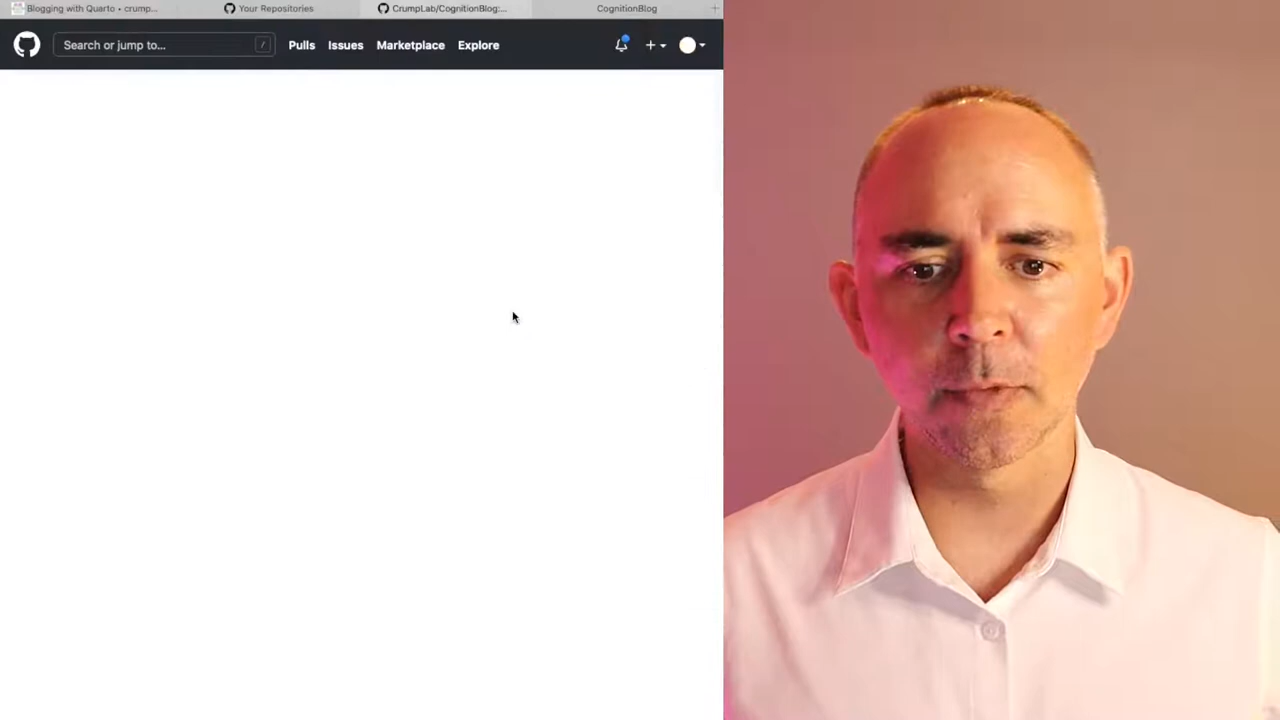 Blogging with Quarto • crump...
Your Repositories
CrumpLab/CognitionBlog:...
CognitionBlog
+
Search or jump to... /
Pulls
Issues
Marketplace
Explore
+